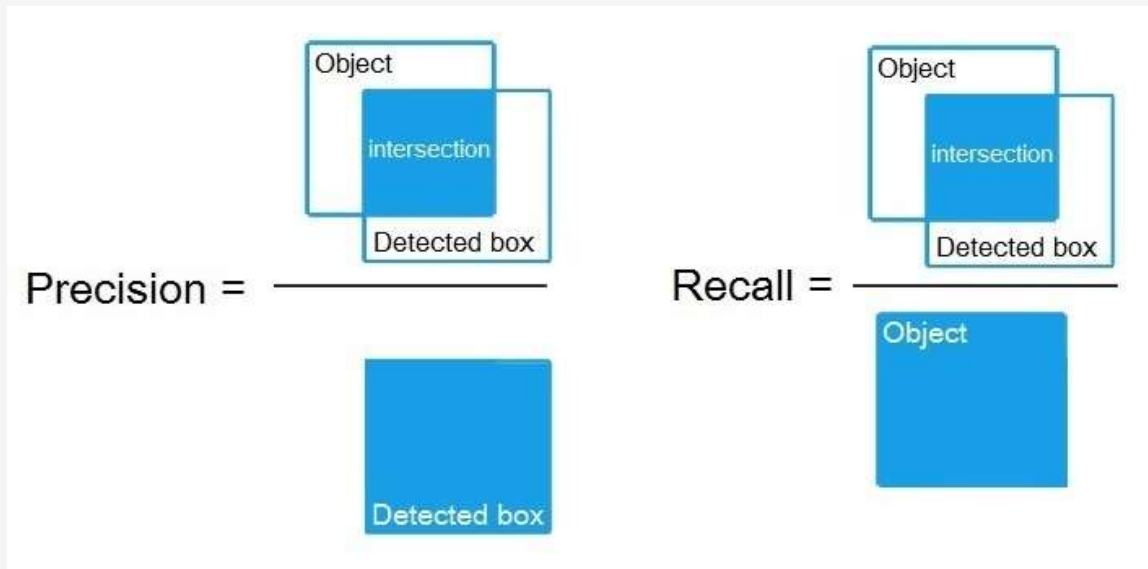 Object
intersection
Detected box
Precision =
Detected box
Object
intersection
Detected box
Recall =
Object